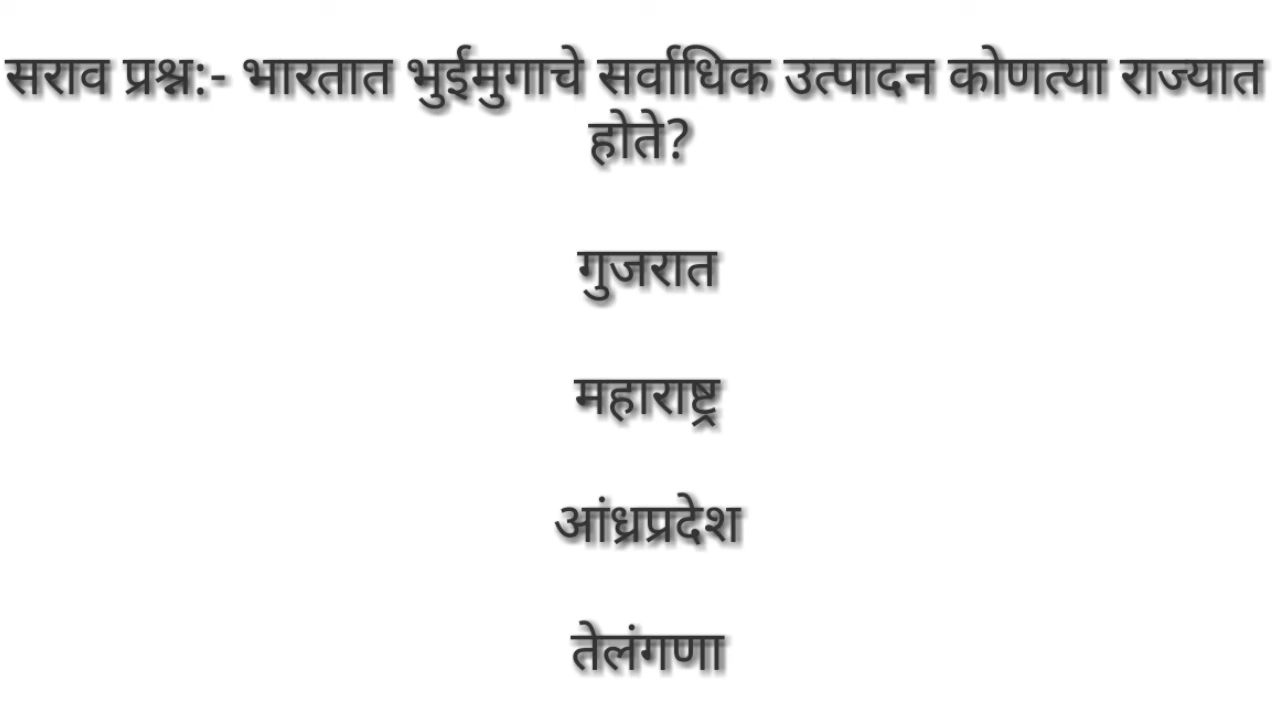 सराव प्रश्न:- भारतात भुईमुगाचे सर्वाधिक उत्पादन कोणत्या राज्यात
होते?
गुजरात
महाराष्ट्र
आंध्रप्रदेश
तेलंगणा